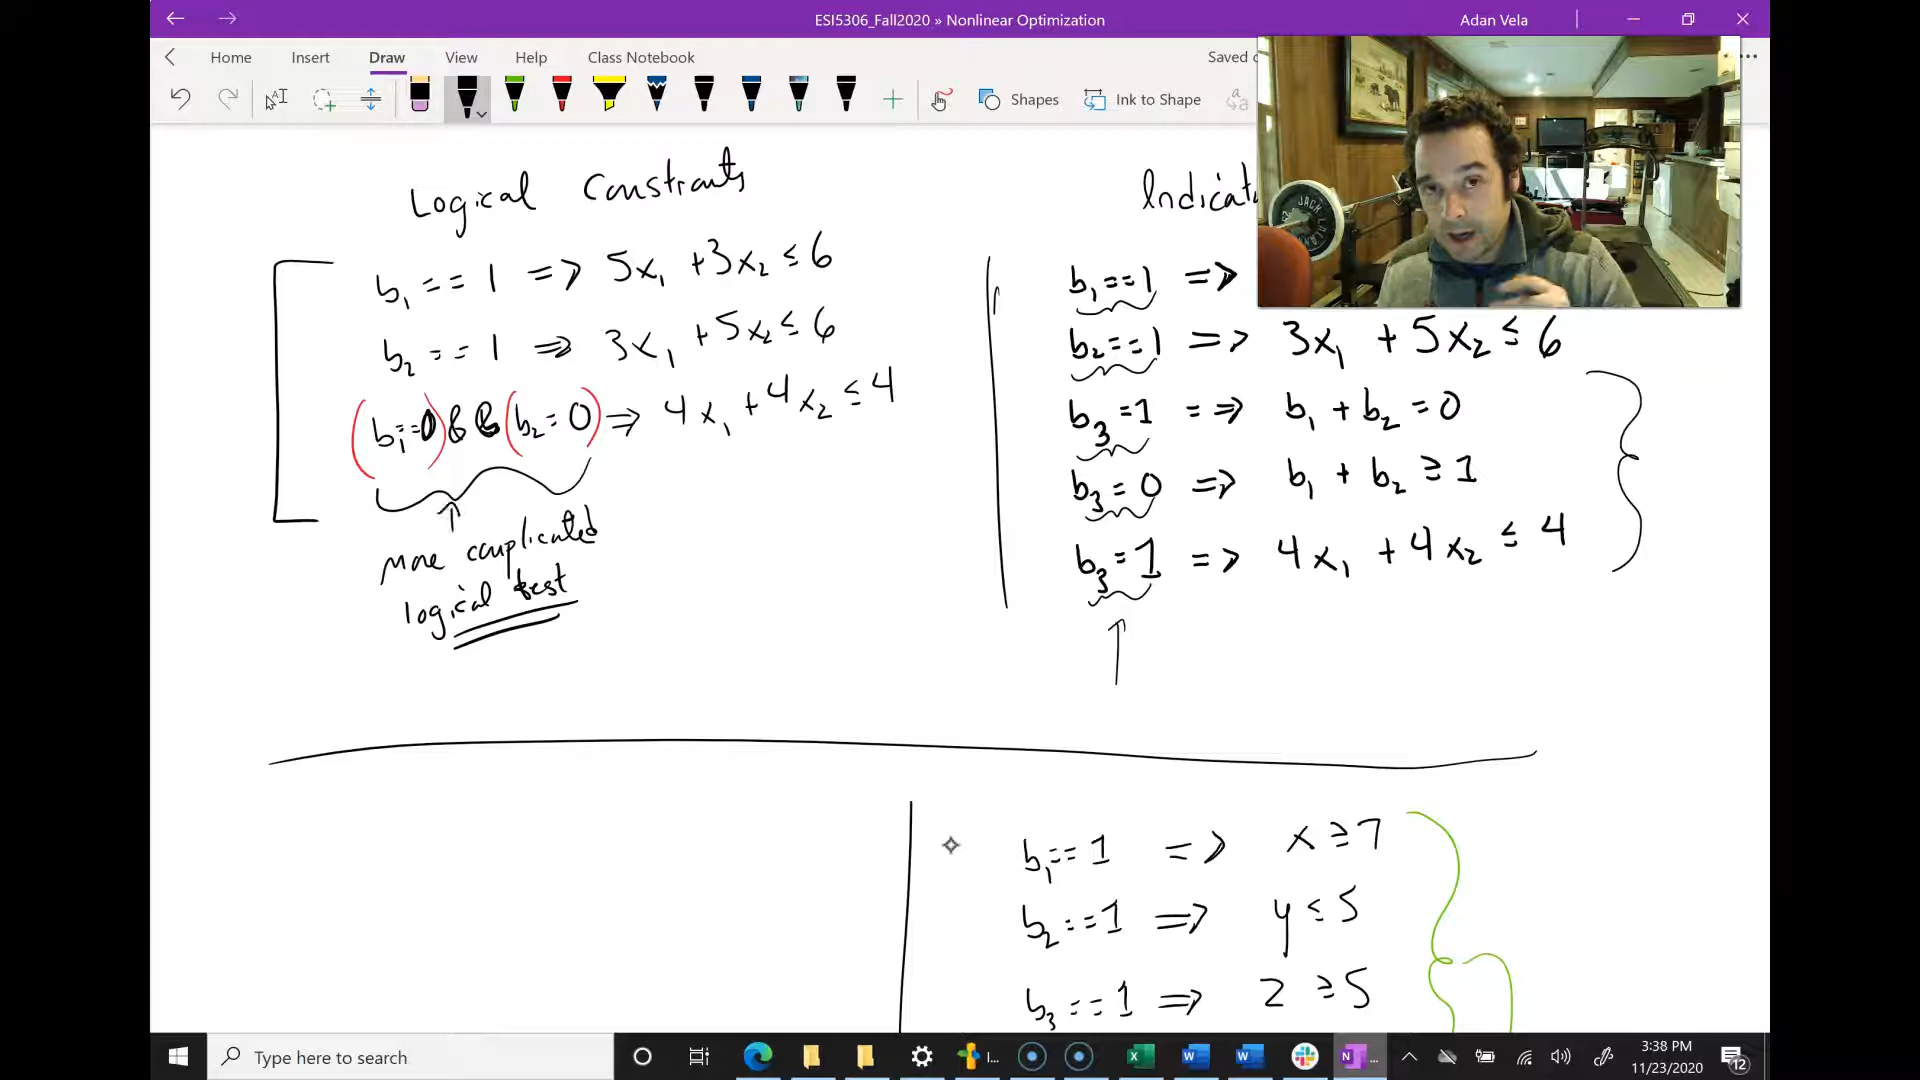 ESI5306_Fall2020 » Nonlinear Optimization
Adan Vela
Home Insert Draw View Help Class Notebook
Saved
Shapes
Ink to Shape
Logical Constraints
b₁ == 1 => 5x₁ + 3x₂ ≤ 6
b₂ == 1 => 3x₁ + 5x₂ ≤ 6
(b₁ == 0) && (b₂ = 0) => 4x₁ + 4x₂ ≤ 4
more complicated
logical test
b₁ == 1 =>
b₂ == 1 => 3x₁ + 5x₂ ≤ 6
b₃ = 1 => b₁ + b₂ = 0
b₃ = 0 => b₁ + b₂ ≥ 1
b₃ = 1 => 4x₁ + 4x₂ ≤ 4
b₁ == 1 => x ≥ 7
b₂ == 1 => y ≤ 5
b₃ == 1 => z ≥ 5
Type here to search
3:38 PM
11/23/2020
12